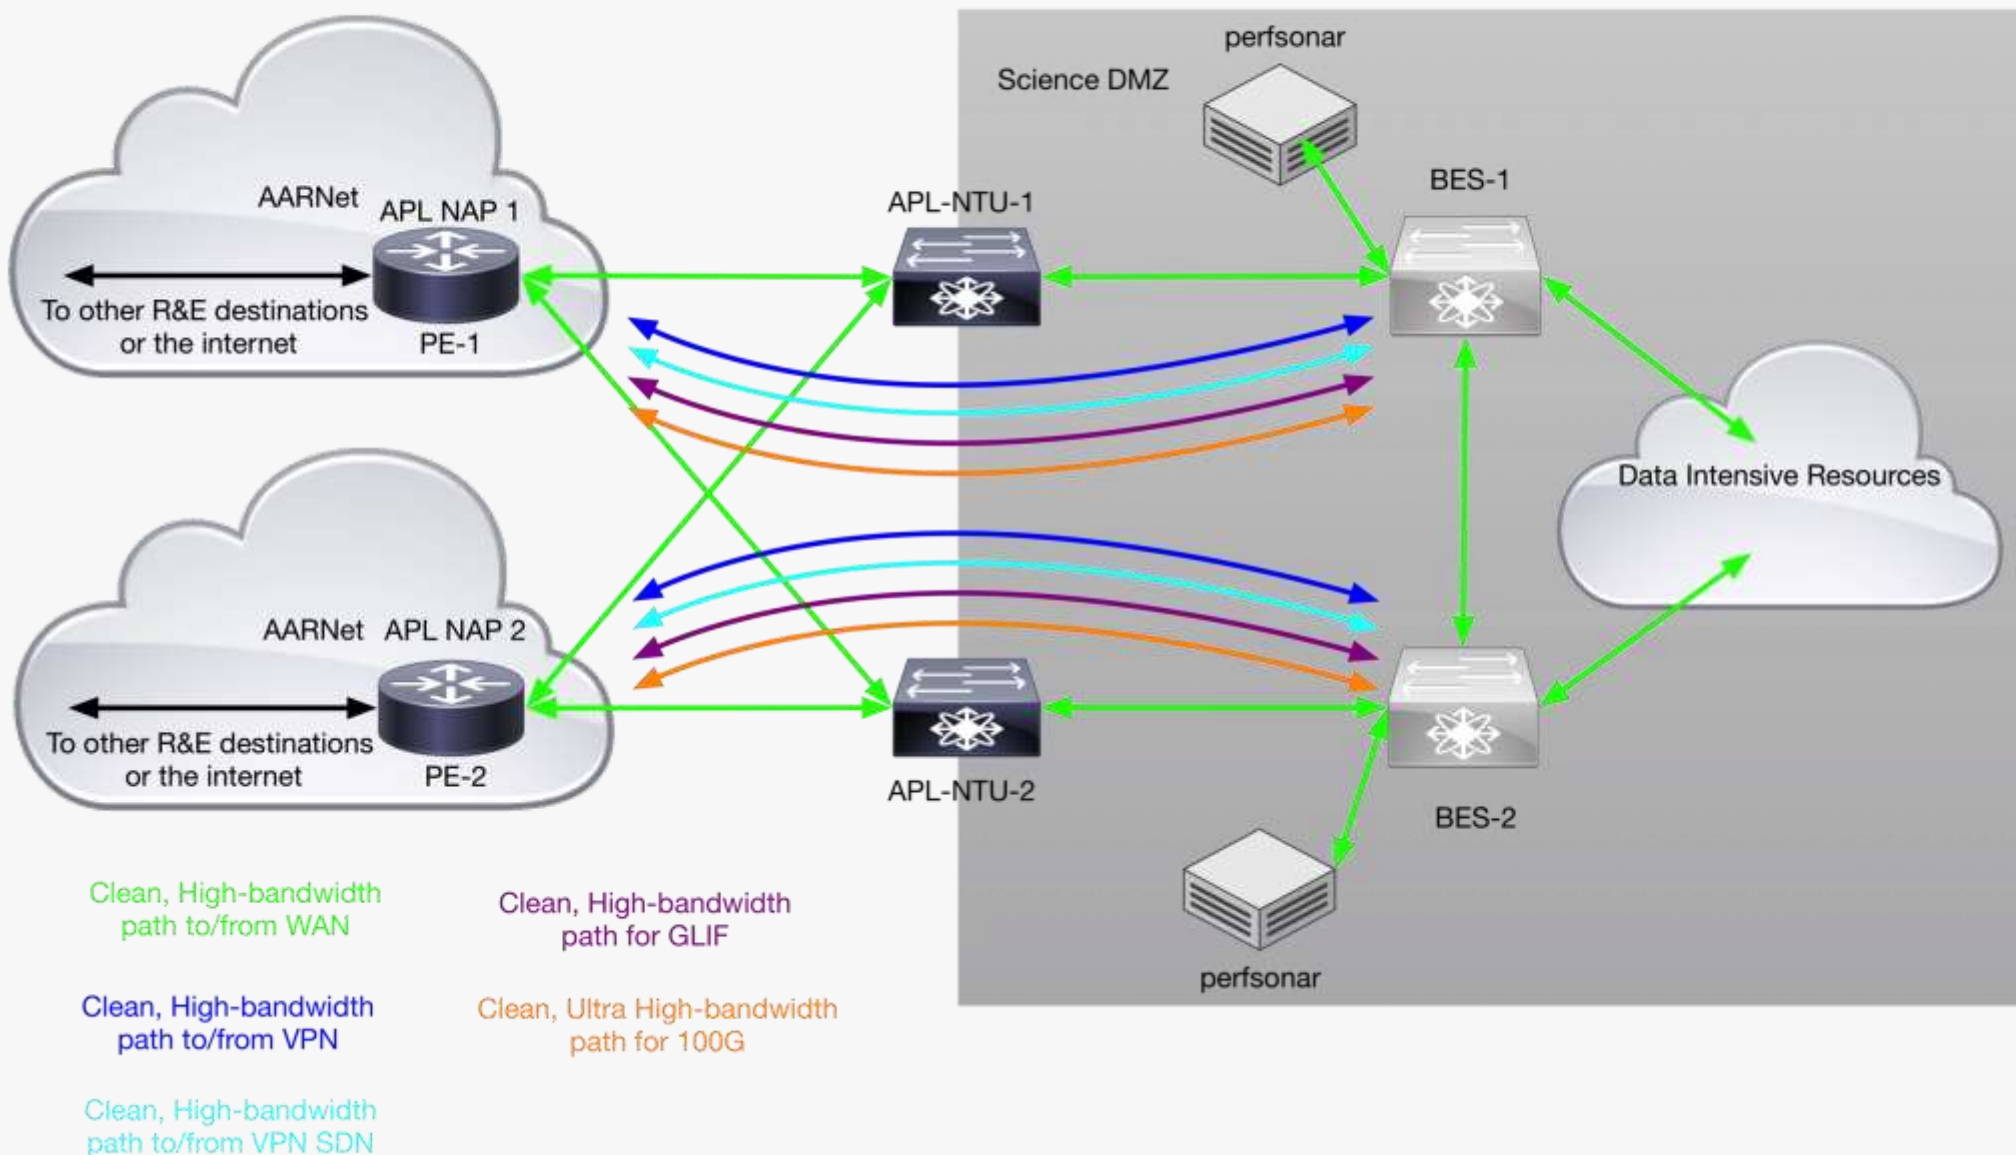 perfsonar
Science DMZ
BES-1
AARNet
APL NAP 1
APL-NTU-1
To other R&E destinations
or the internet
PE-1
Data Intensive Resources
AARNet
APL NAP 2
To other R&E destinations
or the internet
PE-2
APL-NTU-2
BES-2
perfsonar
Clean, High-bandwidth
path to/from WAN
Clean, High-bandwidth
path for GLIF
Clean, High-bandwidth
path to/from VPN
Clean, Ultra High-bandwidth
path for 100G
Clean, High-bandwidth
path to/from VPN SDN